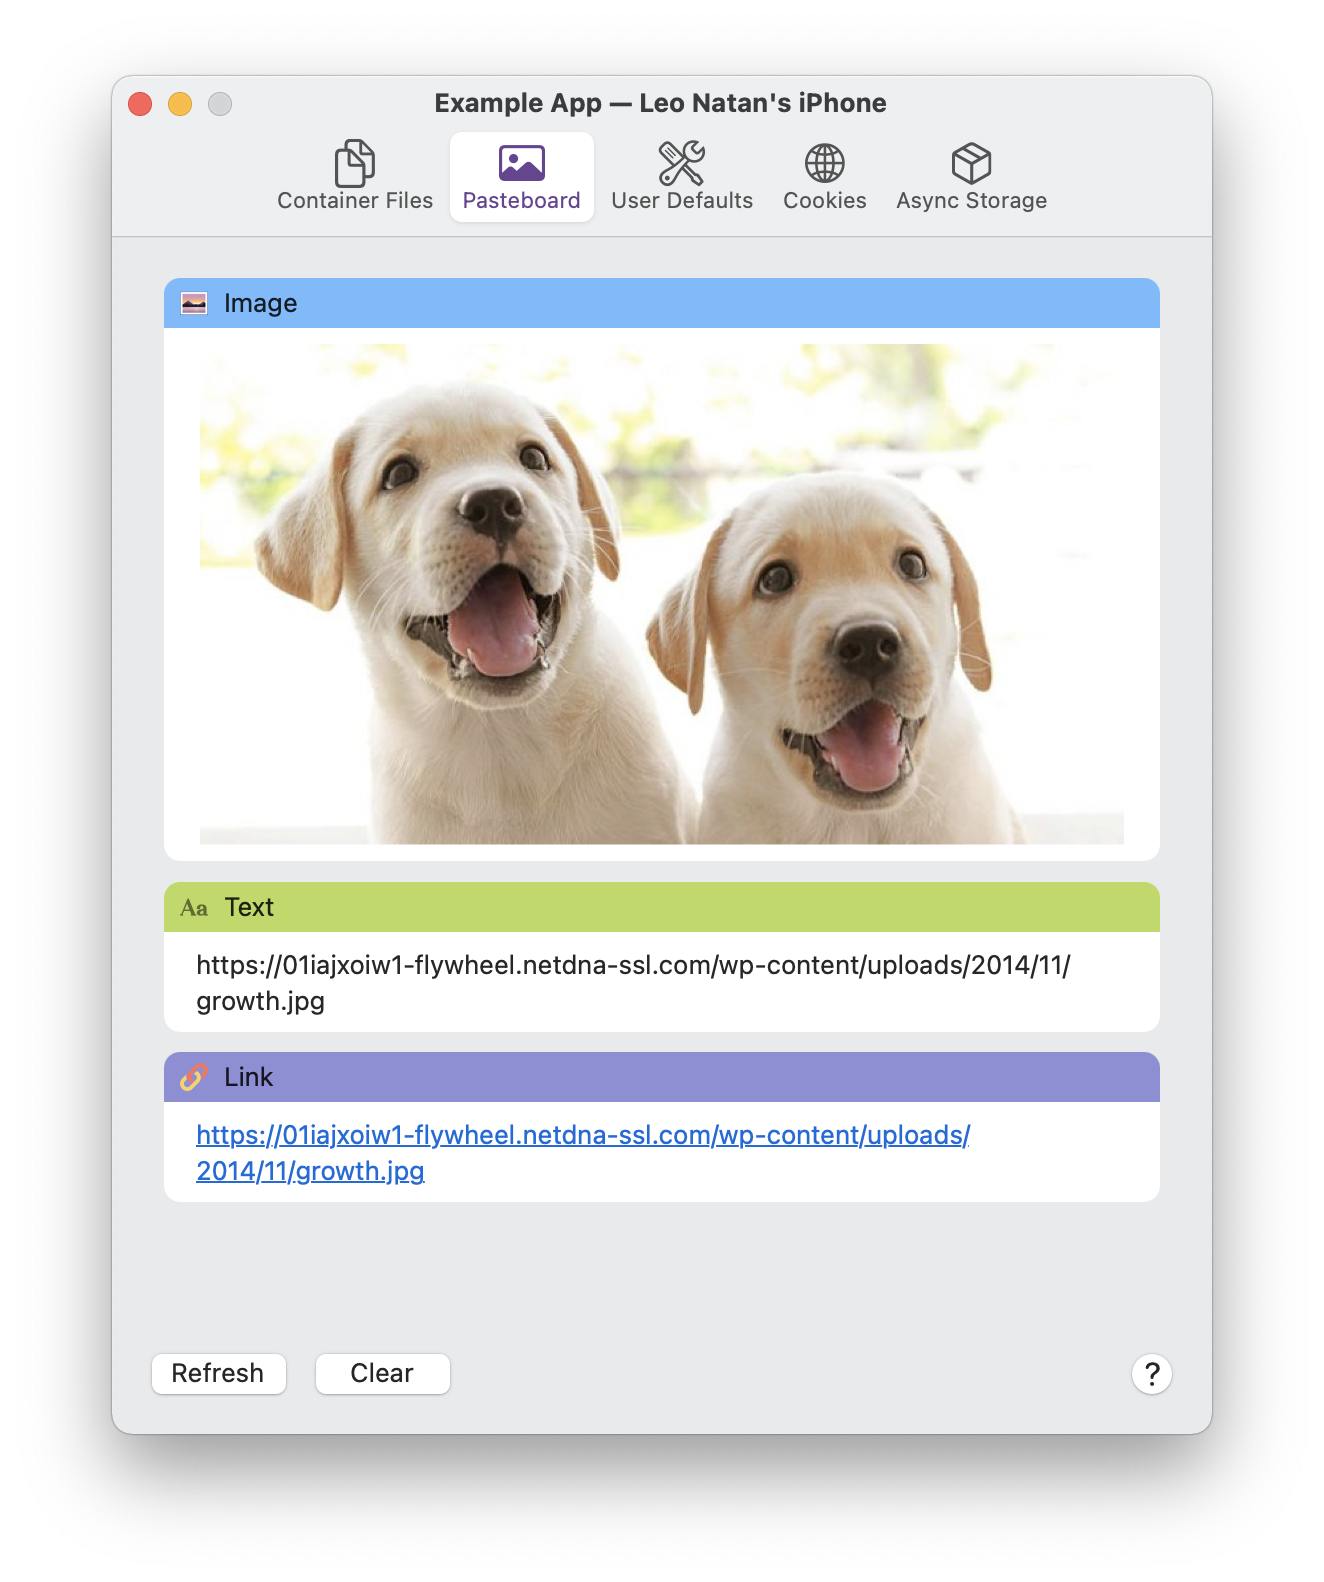 Example App — Leo Natan's iPhone
Container Files
Pasteboard
User Defaults
Cookies
Async Storage
Image
Aa Text
https://01iajxoiw1-flywheel.netdna-ssl.com/wp-content/uploads/2014/11/
growth.jpg
Link
https://01iajxoiw1-flywheel.netdna-ssl.com/wp-content/uploads/
2014/11/growth.jpg
Refresh
Clear
?